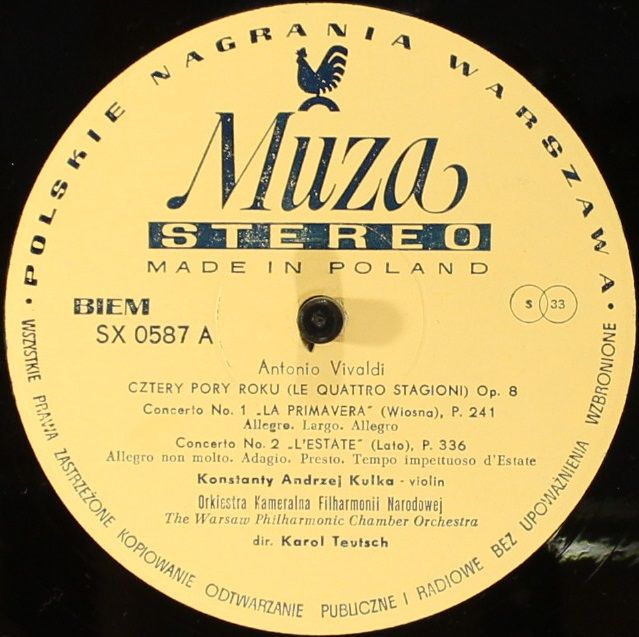 • POLSKIE NAGRANIA WARSZAWA •
Muza
STEREO
MADE IN POLAND
BIEM
SX 0587 A
S 33
Antonio Vivaldi
CZTERY PORY ROKU (LE QUATTRO STAGIONI) Op. 8
Concerto No. 1 „LA PRIMAVERA" (Wiosna), P. 241
Allegro. Largo. Allegro
Concerto No. 2 „L'ESTATE" (Lato), P. 336
Allegro non molto. Adagio. Presto. Tempo impettuoso d'Estate
Konstanty Andrzej Kulka - violin
Orkiestra Kameralna Filharmonii Narodowej
The Warsaw Philharmonic Chamber Orchestra
dir. Karol Teutsch
WSZYSTKIE PRAWA ZASTRZEŻONE KOPIOWANIE ODTWARZANIE PUBLICZNE I RADIOWE BEZ UPOWAŻNIENIA WZBRONIONE